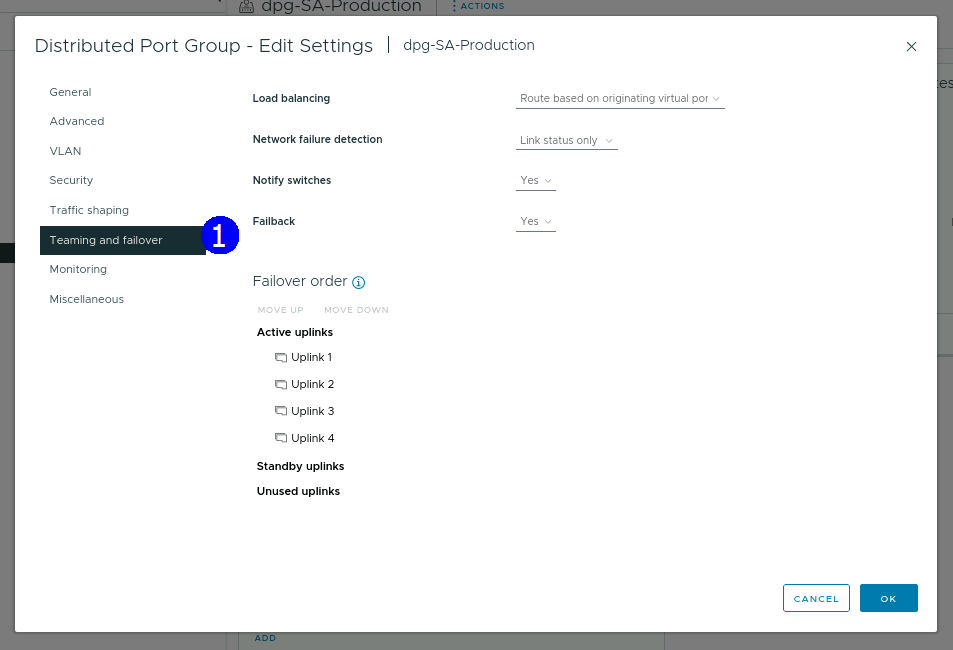 dpg-SA-Production
ACTIONS
Distributed Port Group - Edit Settings
dpg-SA-Production
General
Advanced
VLAN
Security
Traffic shaping
Teaming and failover
1
Monitoring
Miscellaneous
Load balancing
Route based on originating virtual por
Network failure detection
Link status only
Notify switches
Yes
Failback
Yes
Failover order
MOVE UP
MOVE DOWN
Active uplinks
Uplink 1
Uplink 2
Uplink 3
Uplink 4
Standby uplinks
Unused uplinks
CANCEL
OK
ADD